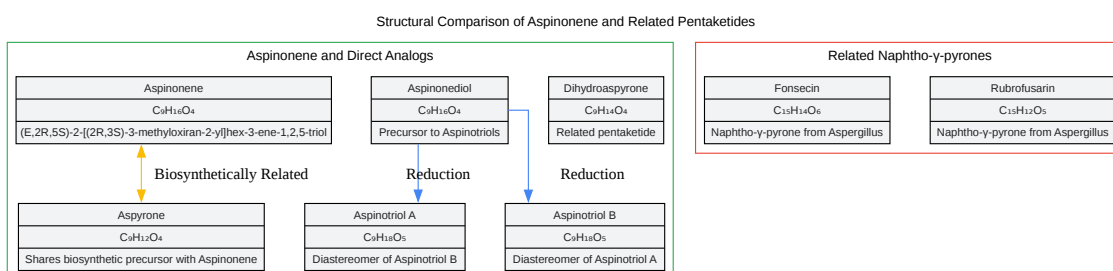 Structural Comparison of Aspinonene and Related Pentaketides
Aspinonene and Direct Analogs
Related Naphtho-γ-pyrones
Aspinonene
C₉H₁₆O₄
(E,2R,5S)-2-[(2R,3S)-3-methyloxiran-2-yl]hex-3-ene-1,2,5-triol
Aspinonediol
C₉H₁₆O₄
Precursor to Aspinotriols
Dihydroaspyrone
C₉H₁₄O₄
Related pentaketide
Fonsecin
C₁₅H₁₄O₆
Naphtho-γ-pyrone from Aspergillus
Rubrofusarin
C₁₅H₁₂O₅
Naphtho-γ-pyrone from Aspergillus
Biosynthetically Related
Reduction
Reduction
Aspyrone
C₉H₁₂O₄
Shares biosynthetic precursor with Aspinonene
Aspinotriol A
C₉H₁₈O₅
Diastereomer of Aspinotriol B
Aspinotriol B
C₉H₁₈O₅
Diastereomer of Aspinotriol A